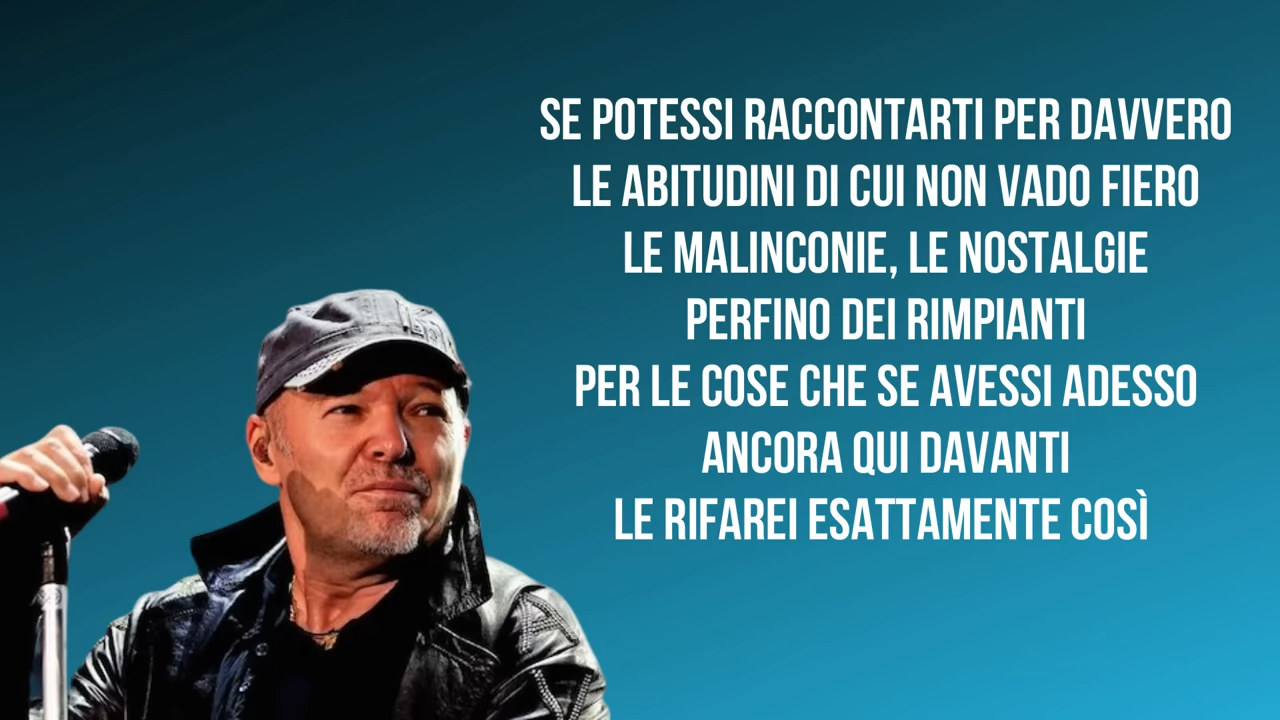 SE POTESSI RACCONTARTI PER DAVVERO
LE ABITUDINI DI CUI NON VADO FIERO
LE MALINCONIE, LE NOSTALGIE
PERFINO DEI RIMPIANTI
PER LE COSE CHE SE AVESSI ADESSO
ANCORA QUI DAVANTI
LE RIFAREI ESATTAMENTE COSÌ